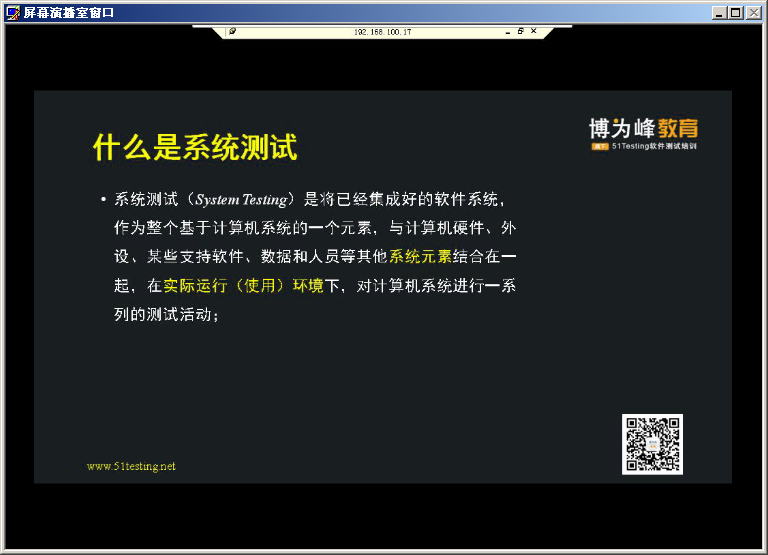 屏幕演播室窗口
192.168.100.17
博为峰教育
51Testing软件测试培训
什么是系统测试
• 系统测试（System Testing）是将已经集成好的软件系统，
作为整个基于计算机系统的一个元素，与计算机硬件、外
设、某些支持软件、数据和人员等其他系统元素结合在一
起，在实际运行（使用）环境下，对计算机系统进行一系
列的测试活动；
www.51testing.net